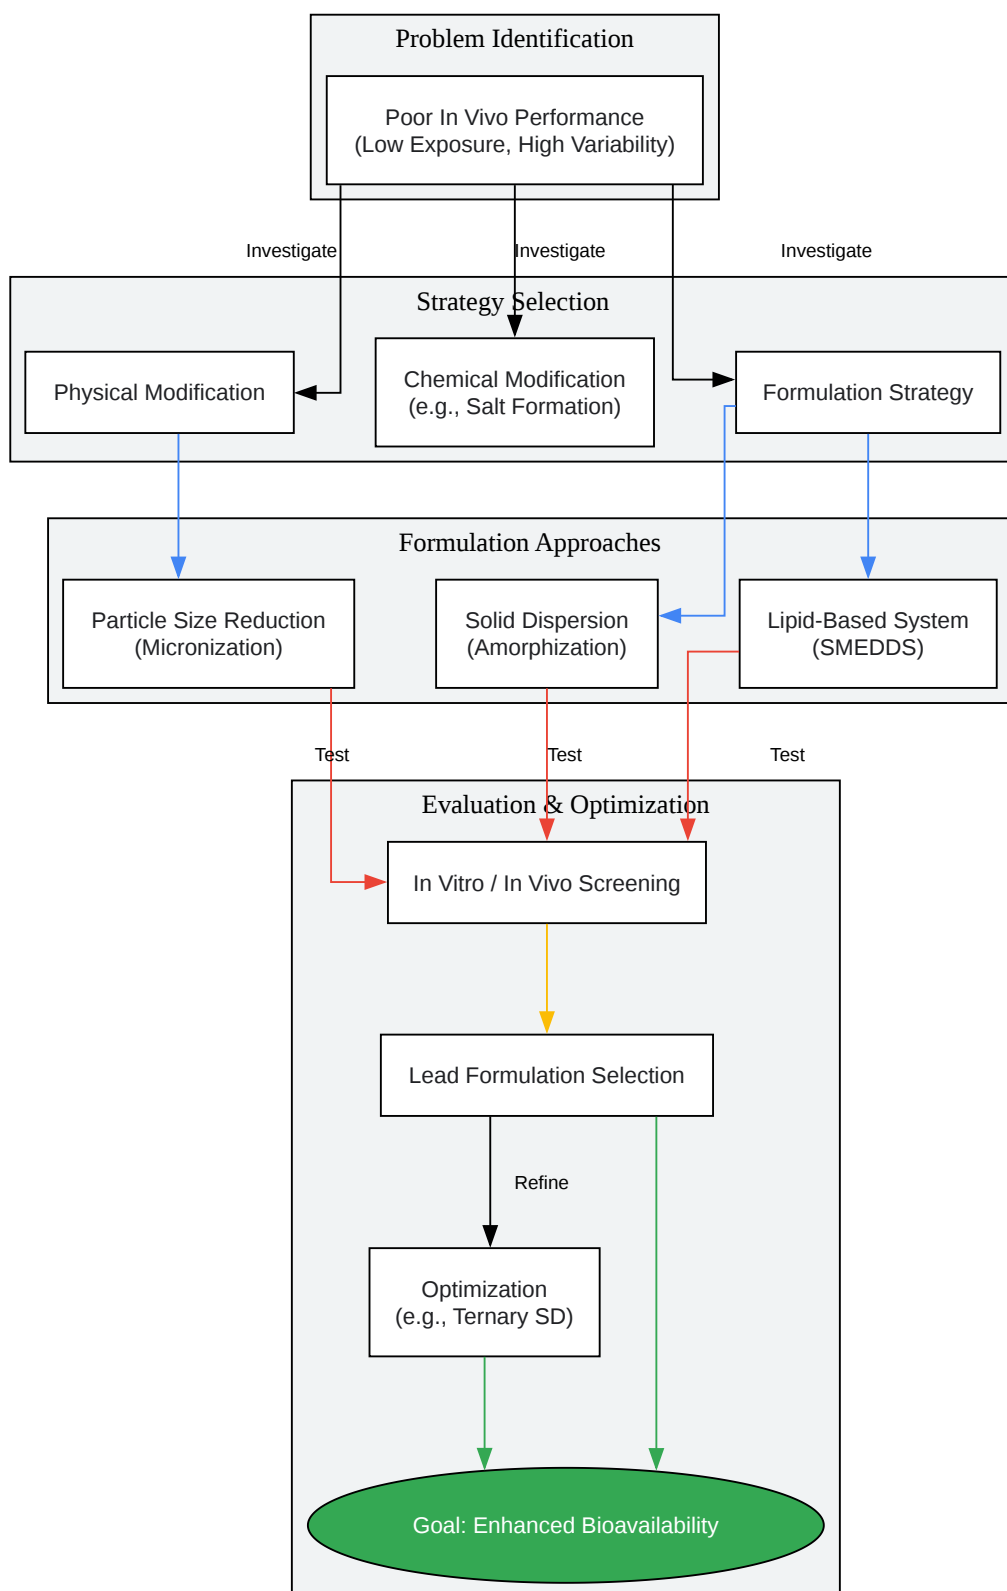 Problem Identification
Poor In Vivo Performance
(Low Exposure, High Variability)
Investigate
Investigate
Investigate
Strategy Selection
Physical Modification
Chemical Modification
(e.g., Salt Formation)
Formulation Strategy
Formulation Approaches
Particle Size Reduction
(Micronization)
Solid Dispersion
(Amorphization)
Lipid-Based System
(SMEDDS)
Test
Test
Test
Evaluation & Optimization
In Vitro / In Vivo Screening
Lead Formulation Selection
Refine
Optimization
(e.g., Ternary SD)
Goal: Enhanced Bioavailability